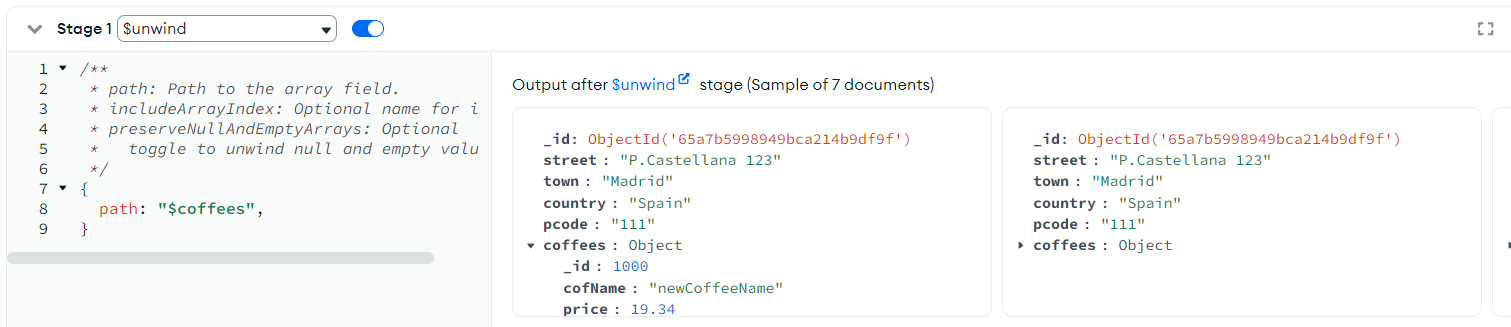 Stage 1 $unwind
1 /**
2 * path: Path to the array field.
3 * includeArrayIndex: Optional name for i
4 * preserveNullAndEmptyArrays: Optional
5 *   toggle to unwind null and empty valu
6 */
7 {
8 path: "$coffees",
9 }
Output after $unwind stage (Sample of 7 documents)
_id: ObjectId('65a7b5998949bca214b9df9f')
street : "P.Castellana 123"
town : "Madrid"
country : "Spain"
pcode : "111"
coffees : Object
_id : 1000
cofName : "newCoffeeName"
price : 19.34
_id: ObjectId('65a7b5998949bca214b9df9f')
street : "P.Castellana 123"
town : "Madrid"
country : "Spain"
pcode : "111"
coffees : Object